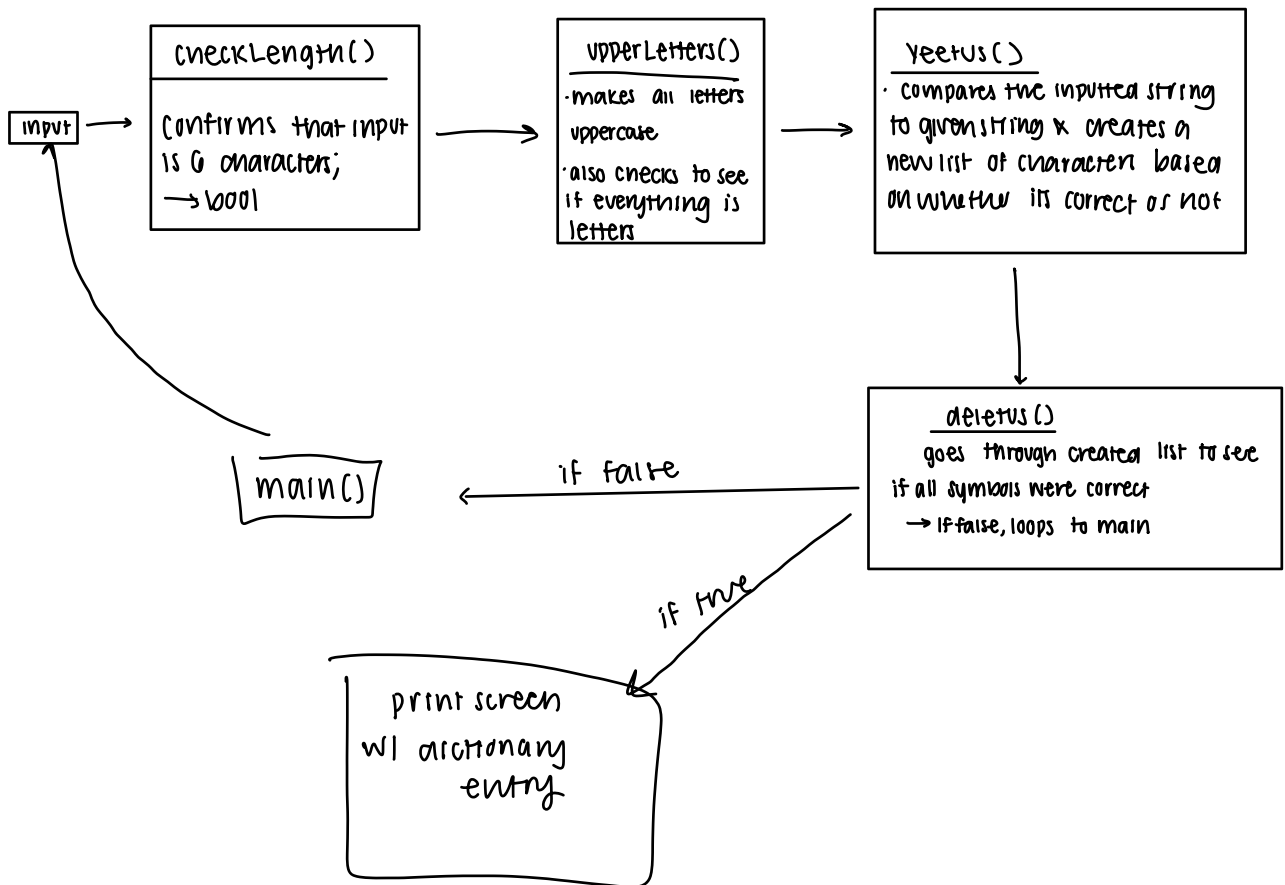 input
checkLength()
Confirms that input
is 6 characters;
→ bool
upperLetters()
· makes all letters
uppercase
· also checks to see
if everything is
letters
Yeetus()
· compares the inputted string
to given string & creates a
new list of characters based
on whether its correct or not
deletus()
goes through created list to see
if all symbols were correct
→ If false, loops to main
if false
main()
if true
print screen
w/ dictionary
entry